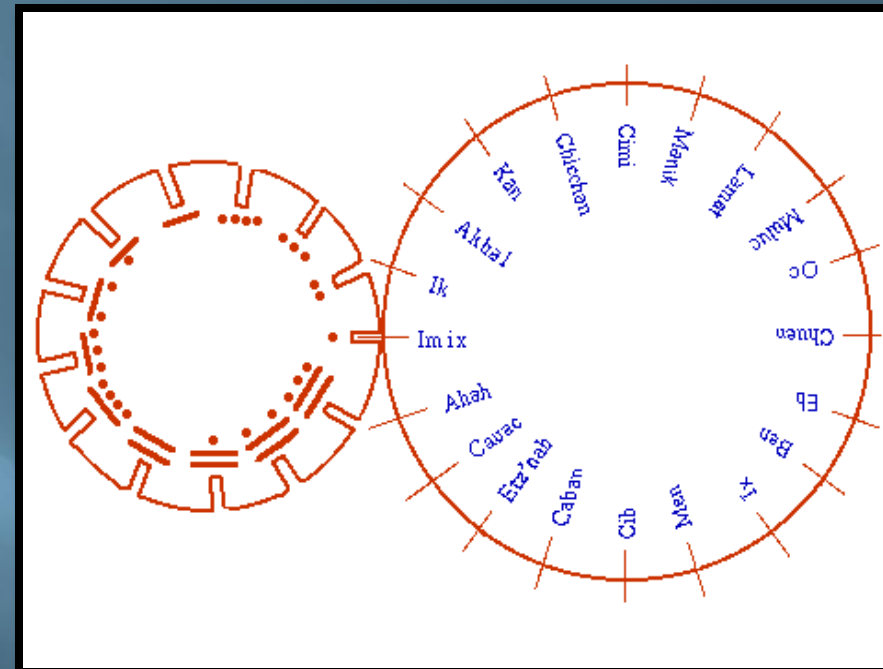 Imix
Ik
Akbal
Kan
Chicchan
Cimi
Manik
Lamat
Muluc
Oc
Chuen
Eb
Ben
Ix
Men
Cib
Caban
Etz'nab
Cauac
Ahah